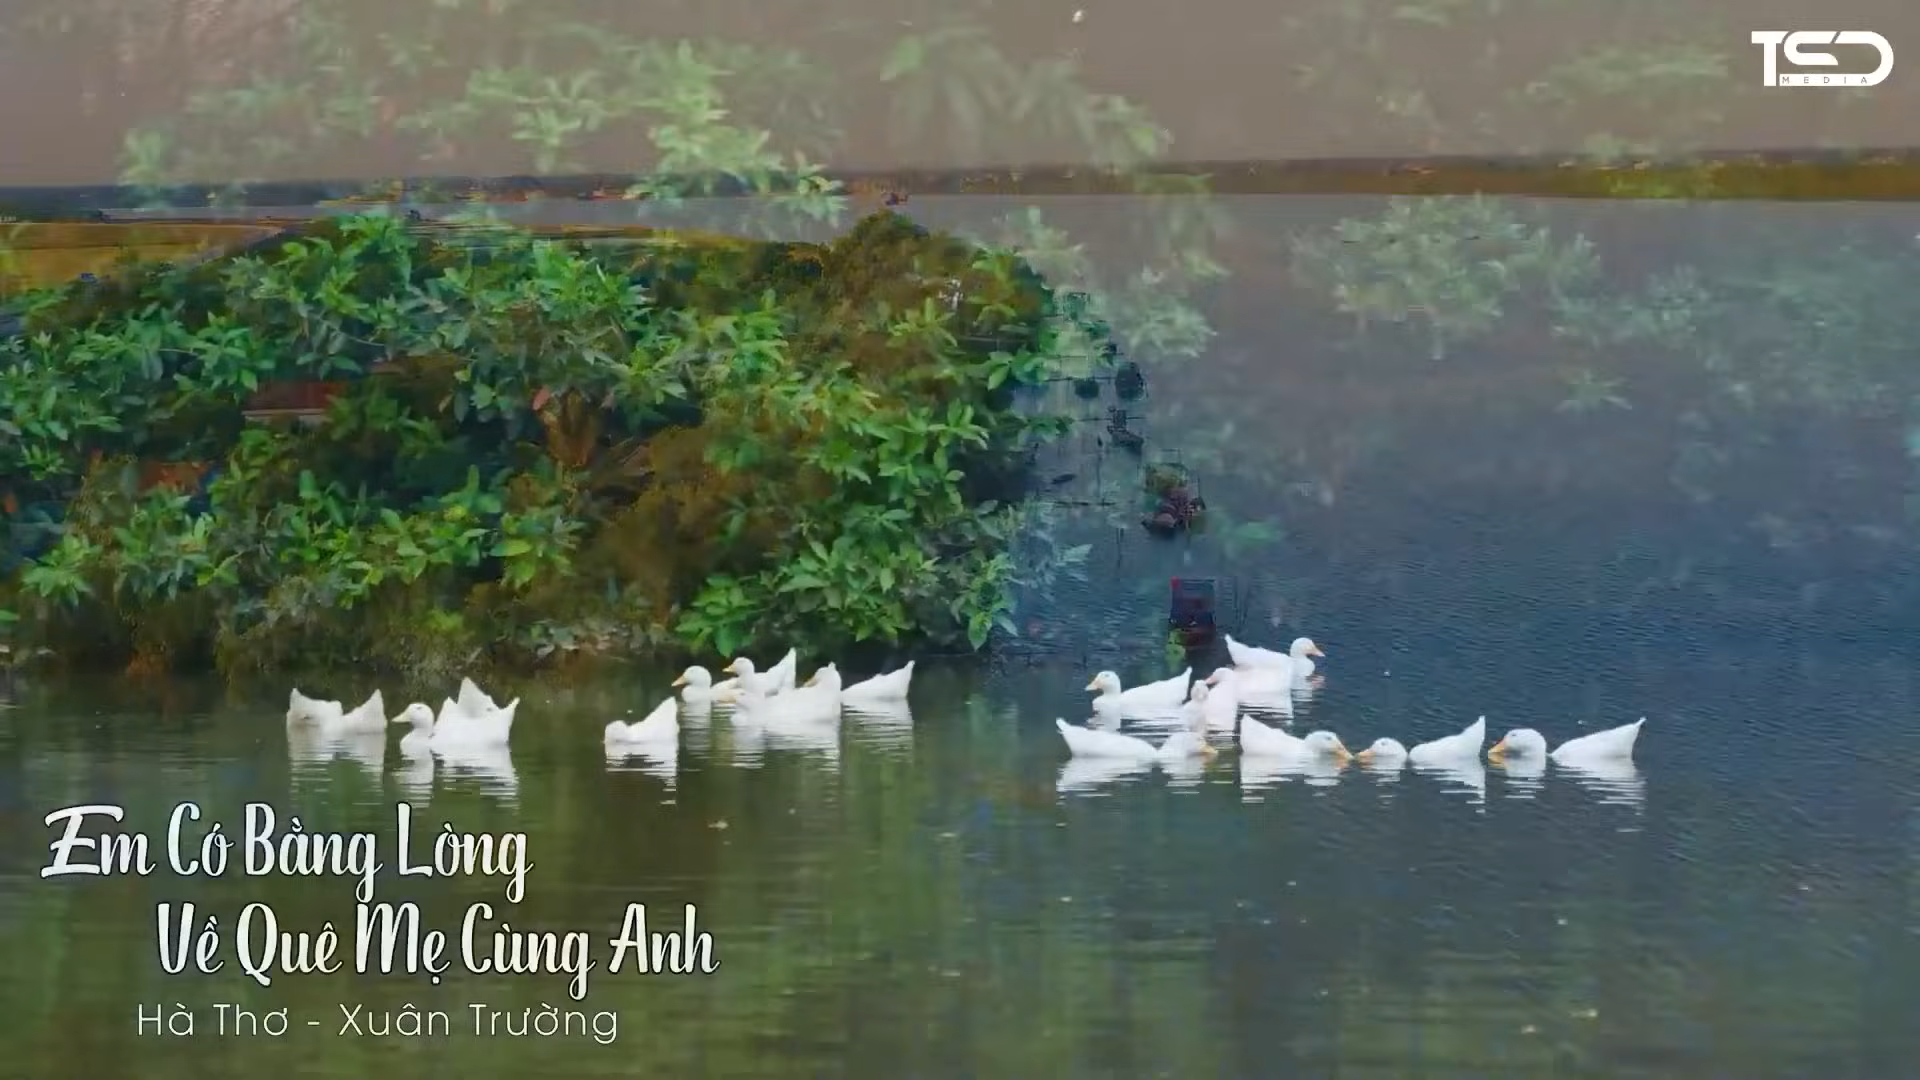 TSD
MEDIA
Em Có Bằng Lòng
Về Quê Mẹ Cùng Anh
Hà Thơ - Xuân Trường